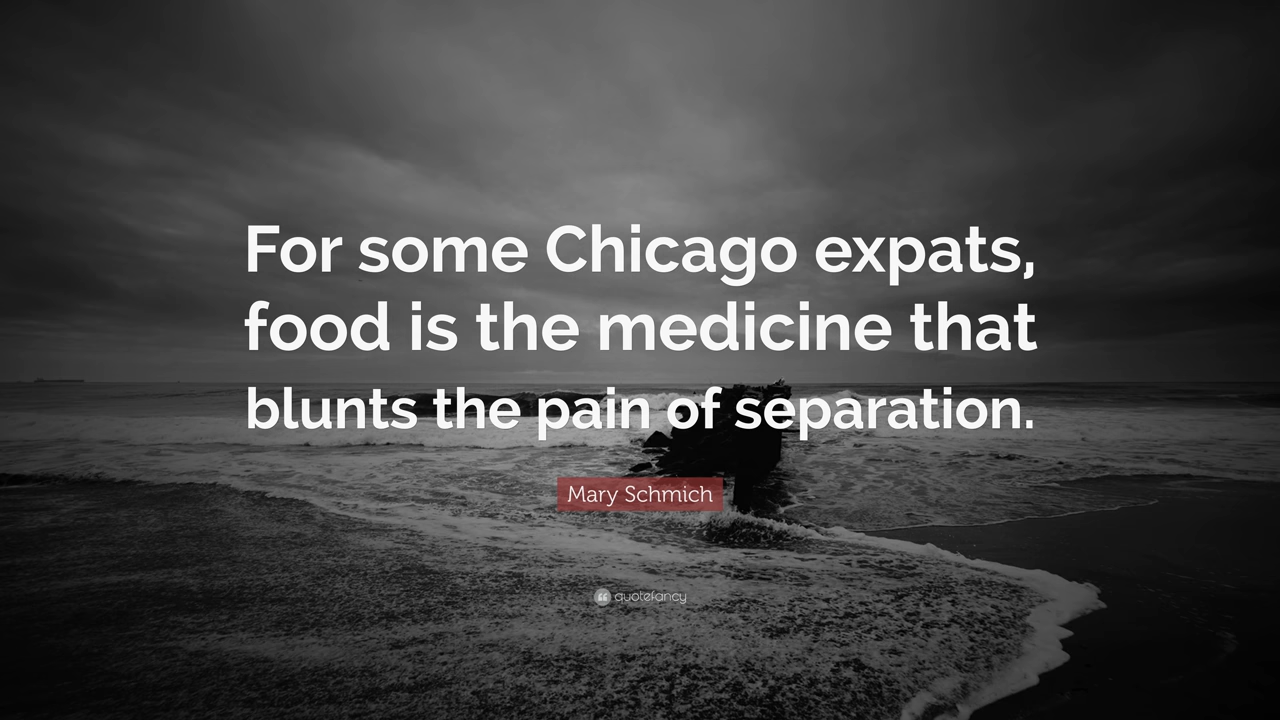 For some Chicago expats,
food is the medicine that
blunts the pain of separation.
Mary Schmich
quotefancy